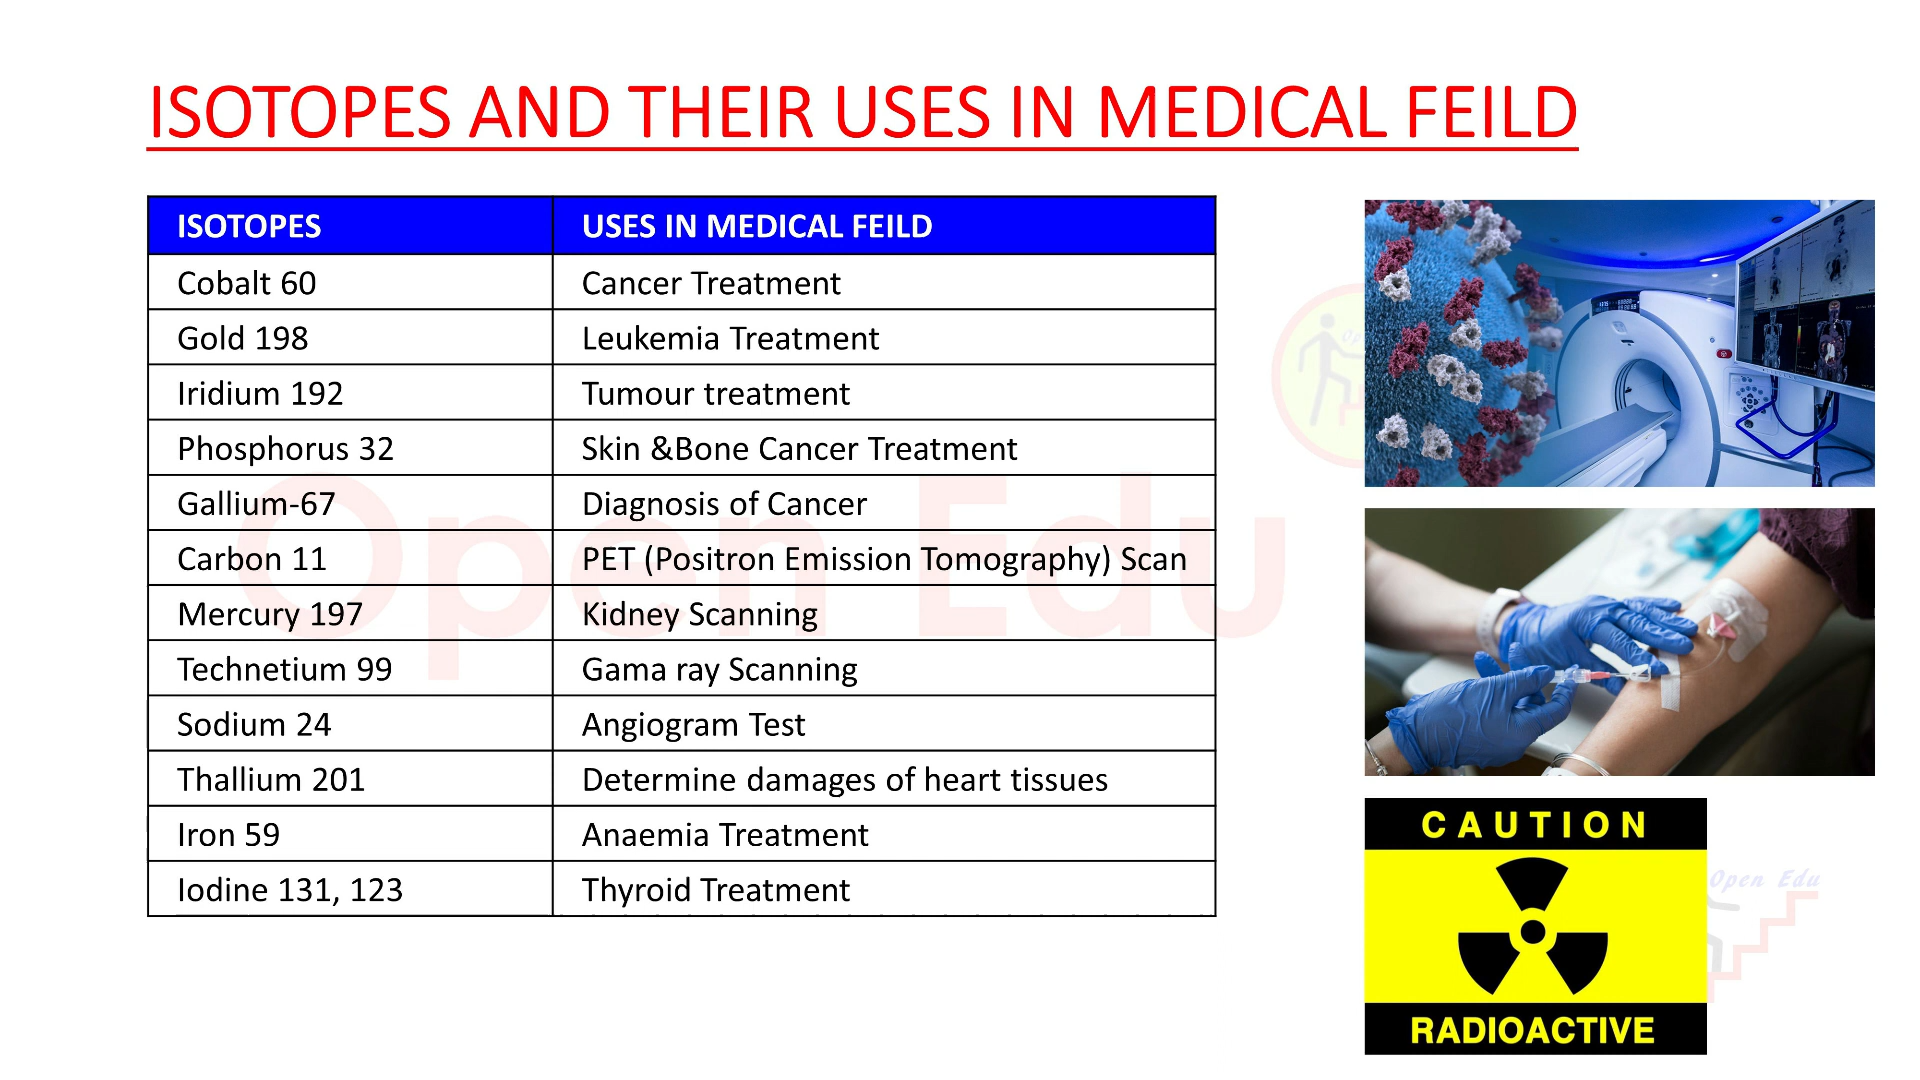 ISOTOPES AND THEIR USES IN MEDICAL FEILD
ISOTOPES USES IN MEDICAL FEILD
Cobalt 60 Cancer Treatment
Gold 198 Leukemia Treatment
Iridium 192 Tumour treatment
Phosphorus 32 Skin &Bone Cancer Treatment
Gallium-67 Diagnosis of Cancer
Carbon 11 PET (Positron Emission Tomography) Scan
Mercury 197 Kidney Scanning
Technetium 99 Gama ray Scanning
Sodium 24 Angiogram Test
Thallium 201 Determine damages of heart tissues
Iron 59 Anaemia Treatment
Iodine 131, 123 Thyroid Treatment
Open Edu
CAUTION
RADIOACTIVE
Open Edu